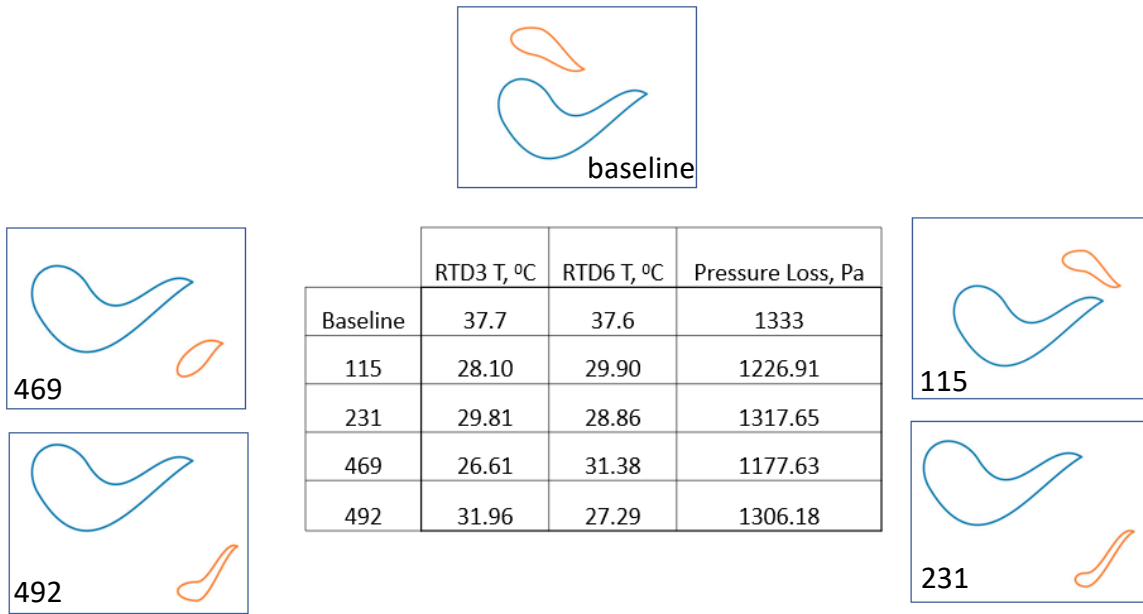 baseline
RTD3 T, ⁰C RTD6 T, ⁰C Pressure Loss, Pa
Baseline 37.7 37.6 1333
115 28.10 29.90 1226.91
231 29.81 28.86 1317.65
469 26.61 31.38 1177.63
492 31.96 27.29 1306.18
469
115
492
231